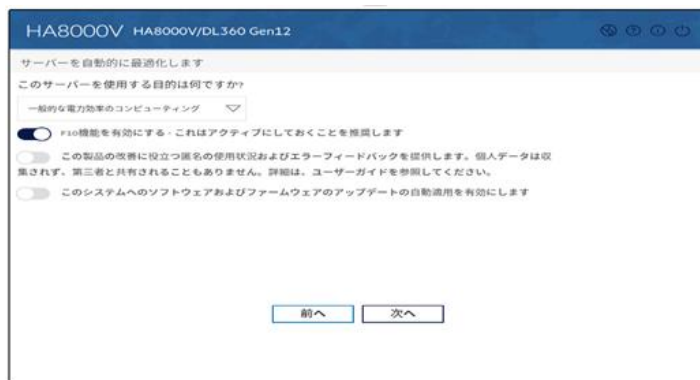 HA8000V HA8000V/DL360 Gen12
サーバーを自動的に最適化します
このサーバーを使用する目的は何ですか?
一般的な電力効率のコンピューティング
F10機能を有効にする - これはアクティブにしておくことを推奨します
この製品の改善に役立つ匿名の使用状況およびエラーフィードバックを提供します。個人データは収
集されず、第三者と共有されることもありません。詳細は、ユーザーガイドを参照してください。
このシステムへのソフトウェアおよびファームウェアのアップデートの自動適用を有効にします
前へ 次へ